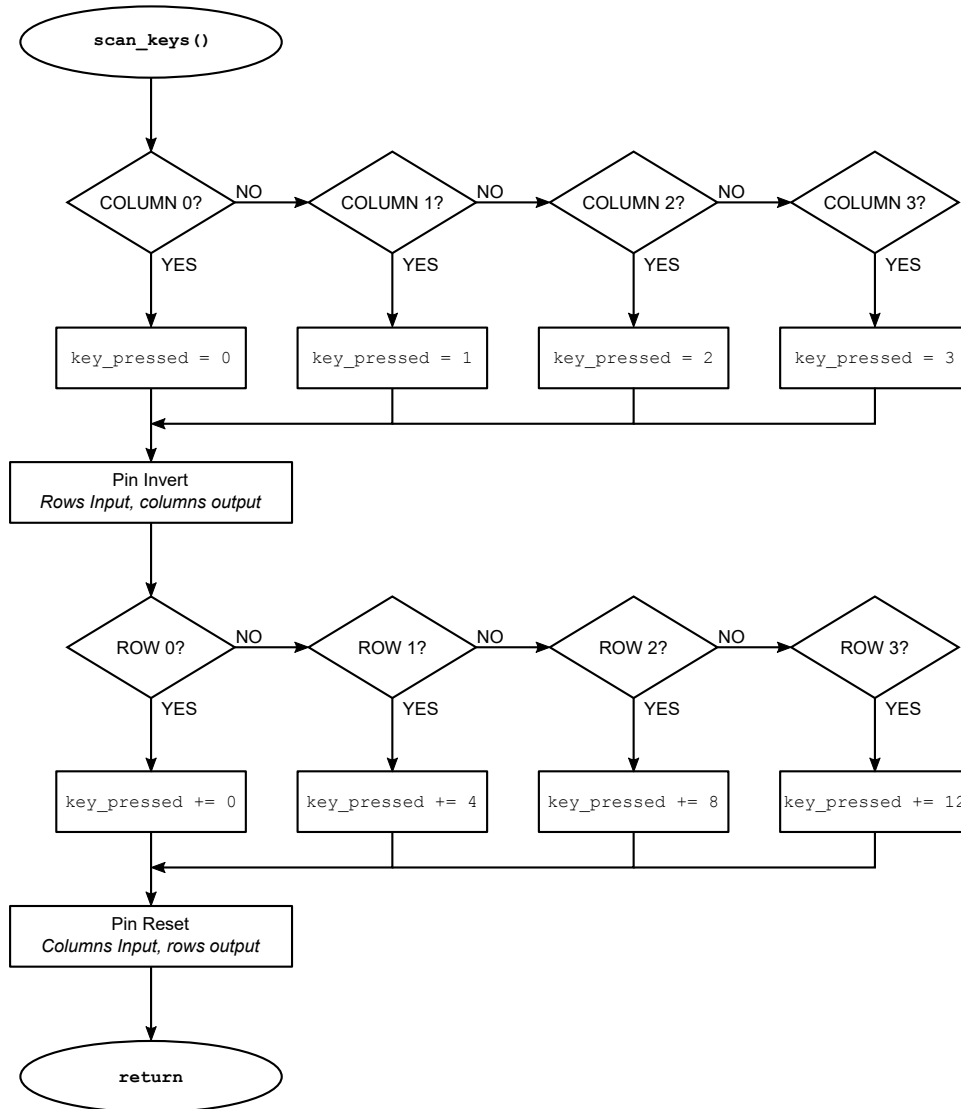 scan_keys()
COLUMN 0?
NO
COLUMN 1?
NO
COLUMN 2?
NO
COLUMN 3?
YES
YES
YES
YES
key_pressed = 0
key_pressed = 1
key_pressed = 2
key_pressed = 3
Pin Invert
Rows Input, columns output
ROW 0?
NO
ROW 1?
NO
ROW 2?
NO
ROW 3?
YES
YES
YES
YES
key_pressed += 0
key_pressed += 4
key_pressed += 8
key_pressed += 12
Pin Reset
Columns Input, rows output
return